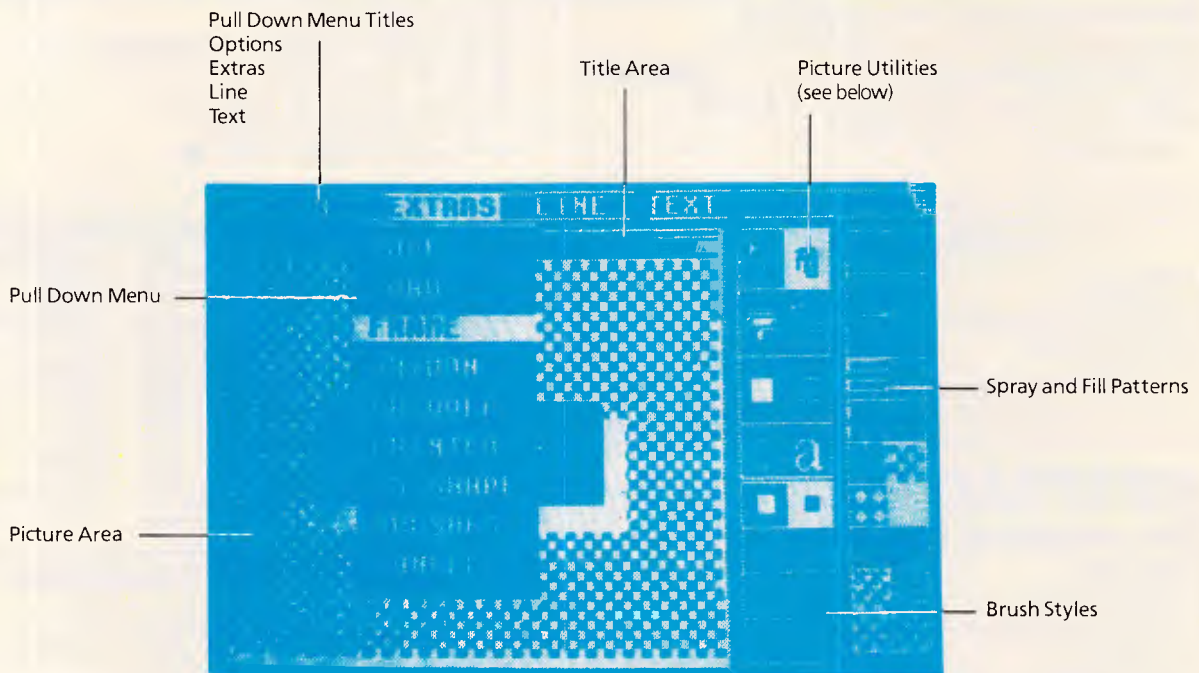 Pull Down Menu Titles
Options
Extras
Line
Text
Title Area
Picture Utilities
(see below)
EXTRAS LINE TEXT
Pull Down Menu
FRAME
Spray and Fill Patterns
a
Picture Area
Brush Styles